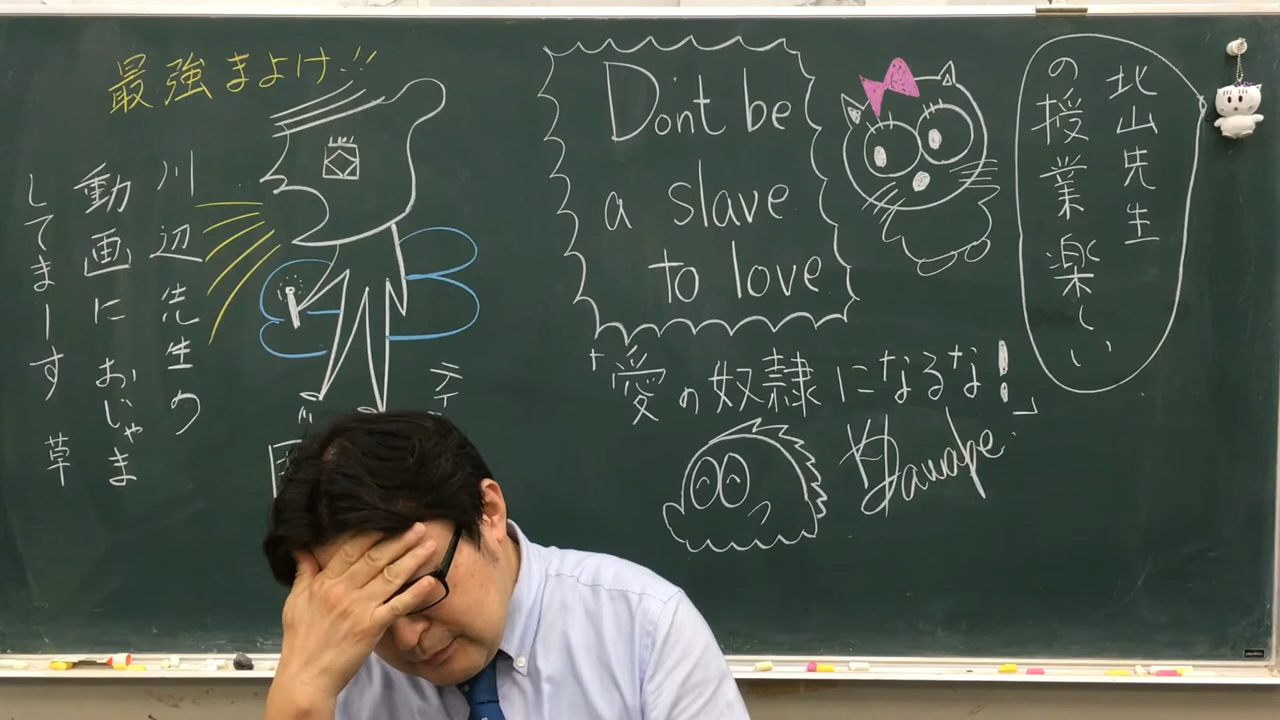 最強まよけ!!
川辺先生の
動画に おじゃま
してまーす 草
Don't be
a slave
to love
「愛の奴隷になるな!」
Kawabe
北山先生
の授業楽しい